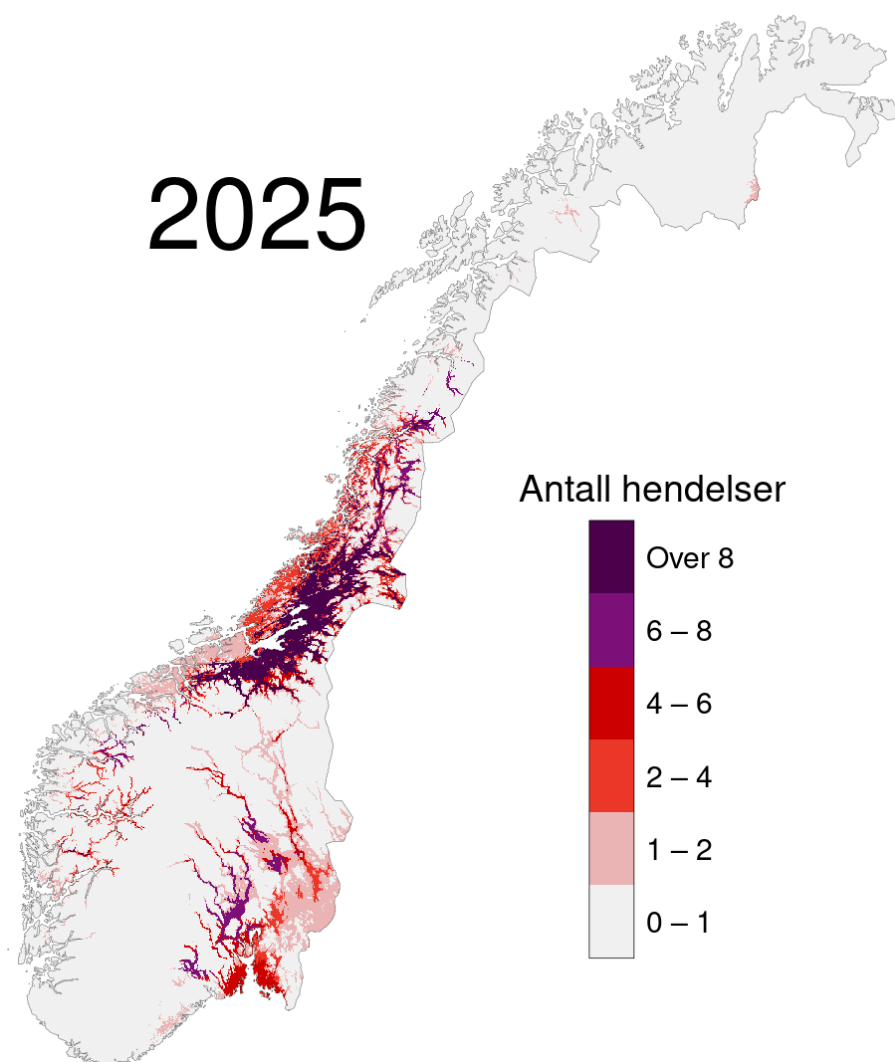 2025
Antall hendelser
Over 8
6 – 8
4 – 6
2 – 4
1 – 2
0 – 1